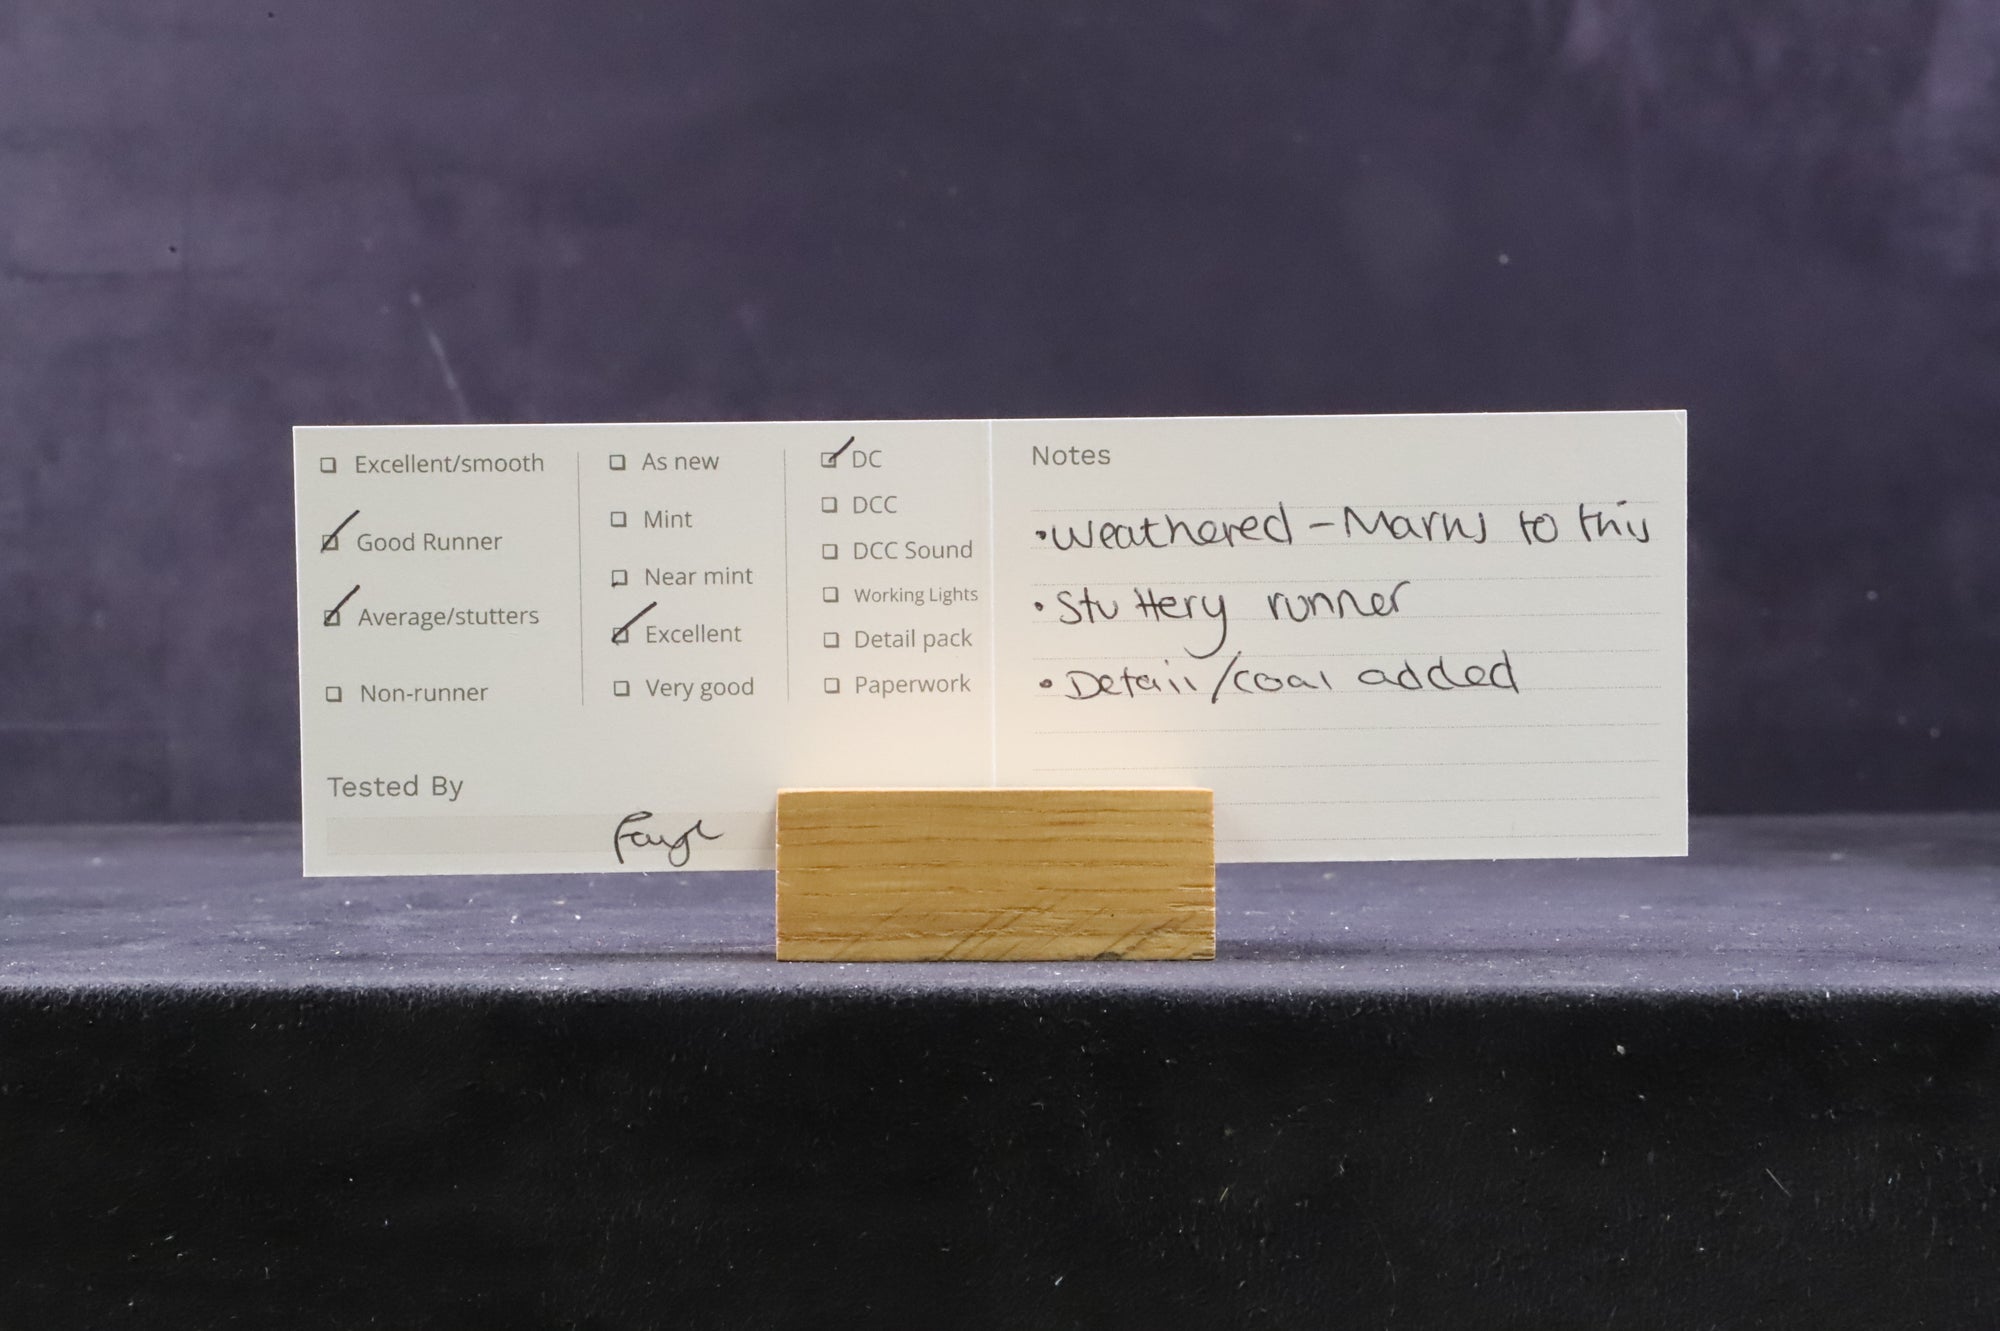 Excellent/smooth
Good Runner
Average/stutters
Non-runner
As new
Mint
Near mint
Excellent
Very good
DC
DCC
DCC Sound
Working Lights
Detail pack
Paperwork
Tested By
Notes
•Weathered - Marks to this
•Stuttery runner
•Detail/coal added